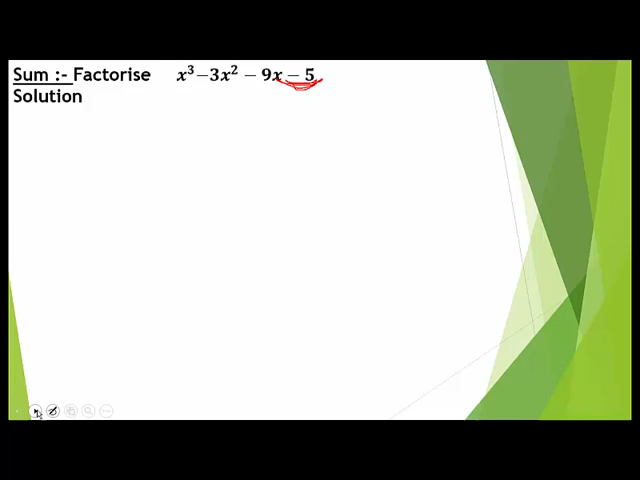 Sum :- Factorise x³−3x² − 9x − 5
Solution